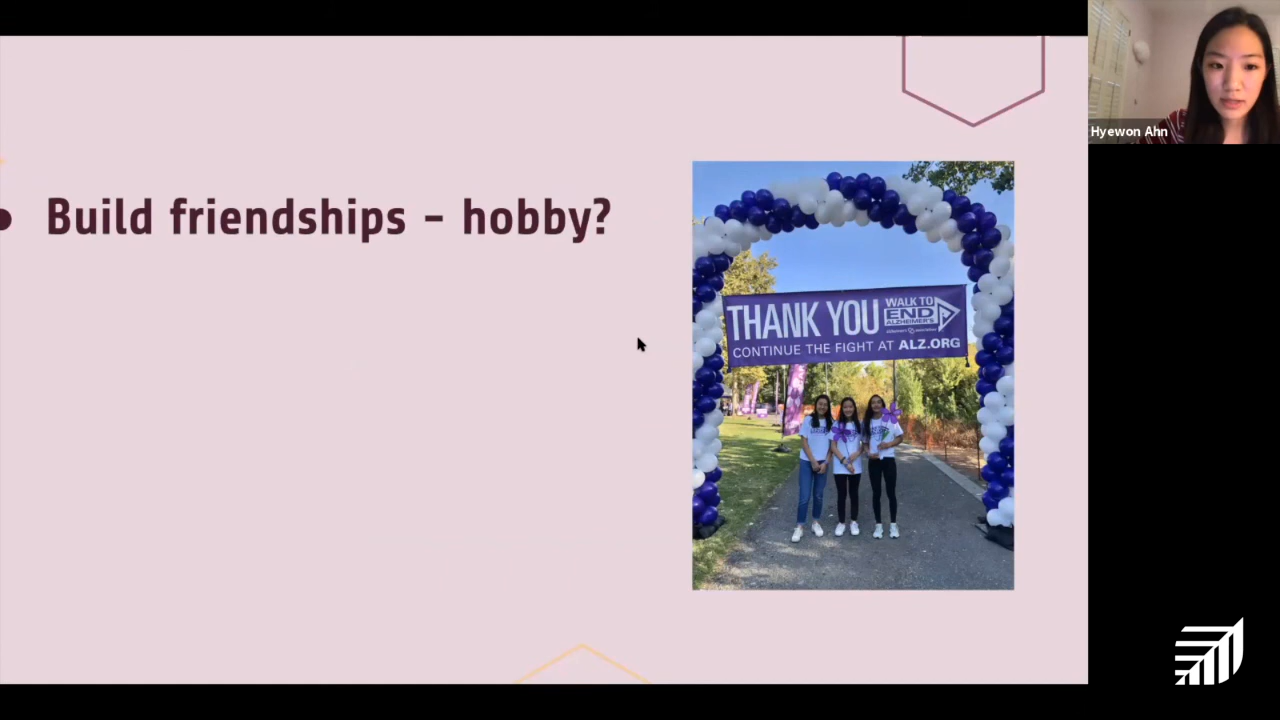 Hyewon Ahn
• Build friendships - hobby?
THANK YOU
WALK TO
END
ALZHEIMER'S
CONTINUE THE FIGHT AT ALZ.ORG